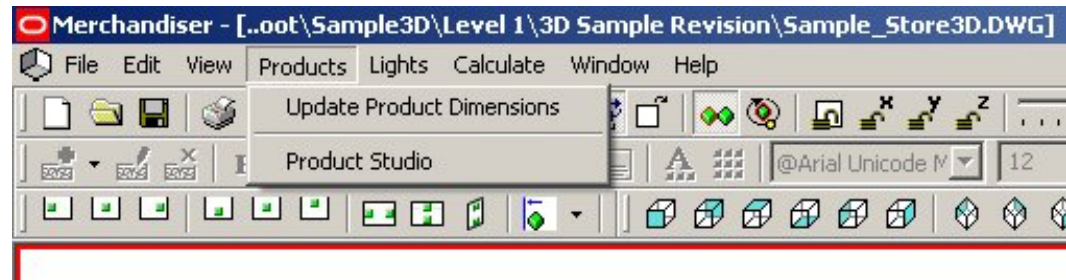 Merchandiser - [..oot\Sample3D\Level 1\3D Sample Revision\Sample_Store3D.DWG]
File Edit View Products Lights Calculate Window Help
Update Product Dimensions
x y z
Product Studio
@Arial Unicode M 12